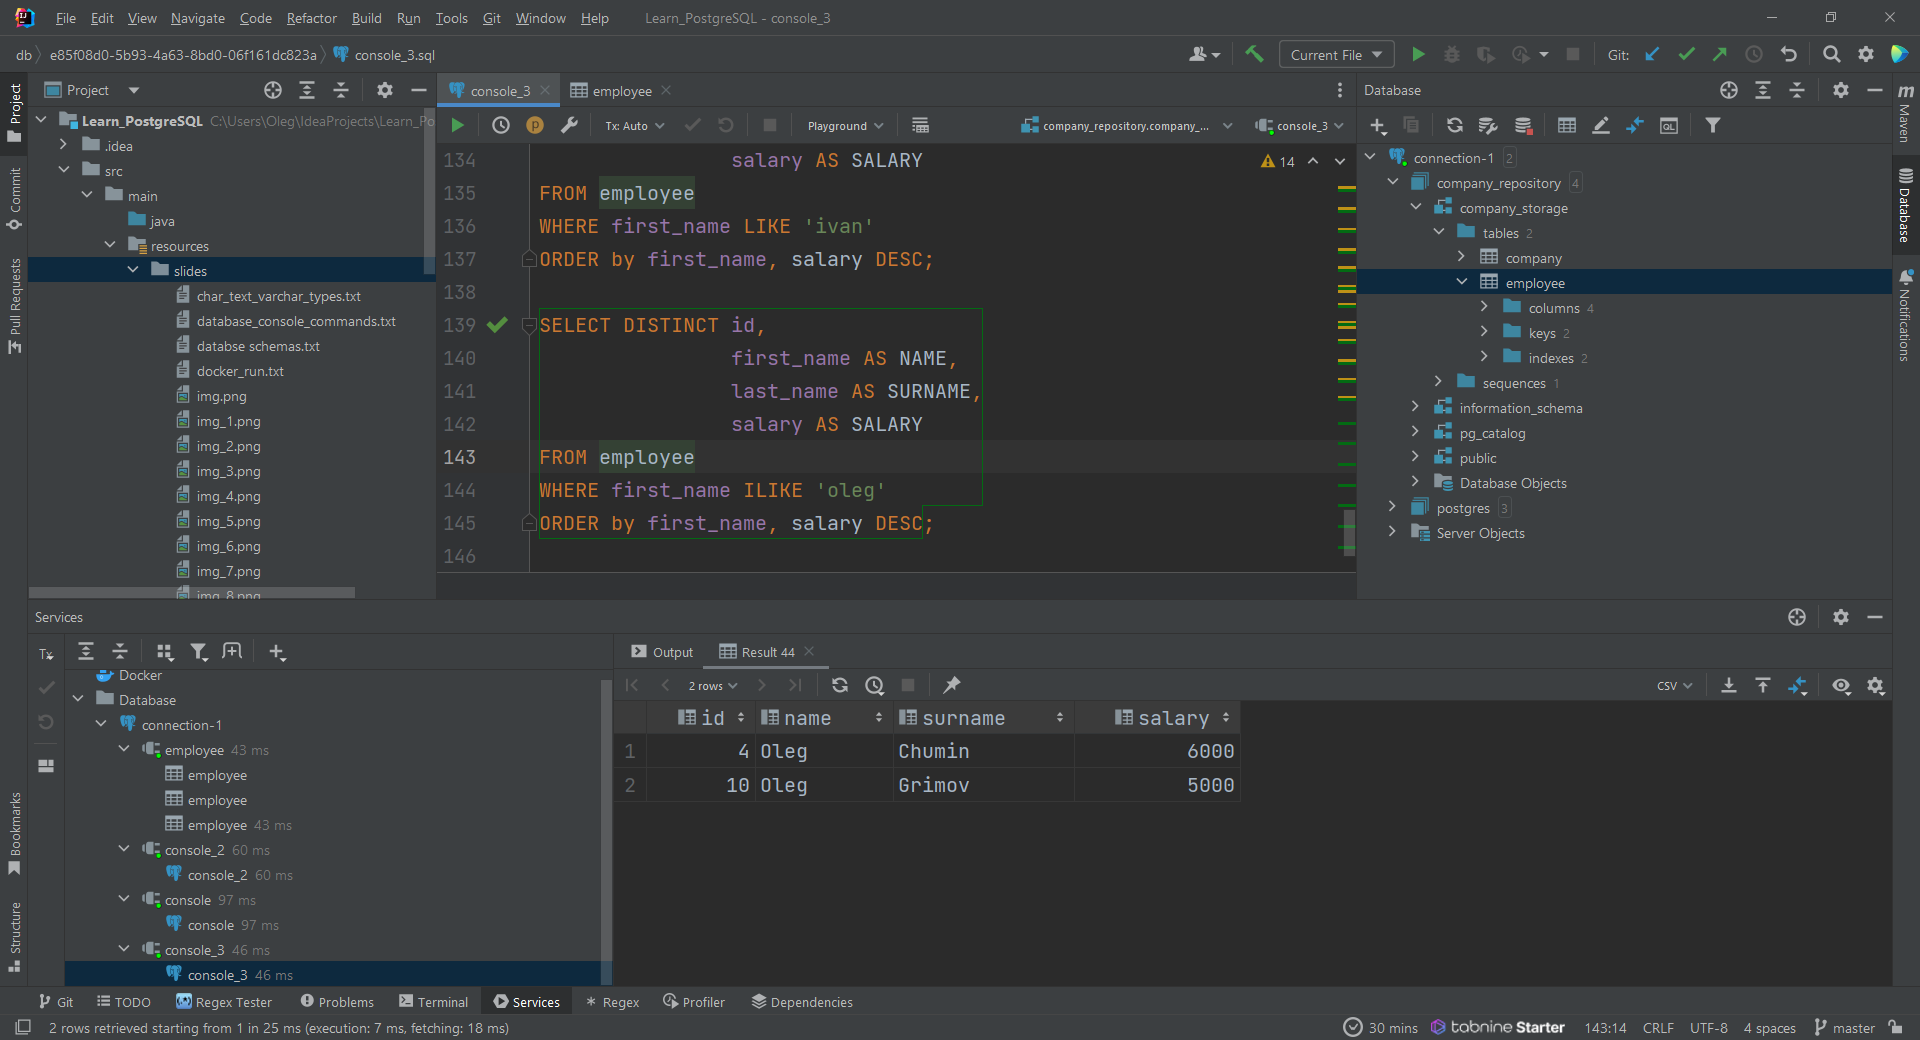 File Edit View Navigate Code Refactor Build Run Tools Git Window Help Learn_PostgreSQL - console_3
db e85f08d0-5b93-4a63-8bd0-06f161dc823a console_3.sql
Current File
Git:
Project
Commit
Pull Requests
Bookmarks
Structure
Project
Learn_PostgreSQL C:\Users\Oleg\IdeaProjects\Learn_Po
.idea
src
main
java
resources
slides
char_text_varchar_types.txt
database_console_commands.txt
databse schemas.txt
docker_run.txt
img.png
img_1.png
img_2.png
img_3.png
img_4.png
img_5.png
img_6.png
img_7.png
img_8.png
console_3 employee
Tx: Auto Playground company_repository.company_... console_3
14
134 salary AS SALARY
135 FROM employee
136 WHERE first_name LIKE 'ivan'
137 ORDER by first_name, salary DESC;
138
139 SELECT DISTINCT id,
140 first_name AS NAME,
141 last_name AS SURNAME,
142 salary AS SALARY
143 FROM employee
144 WHERE first_name ILIKE 'oleg'
145 ORDER by first_name, salary DESC;
146
Database
connection-1 2
company_repository 4
company_storage
tables 2
company
employee
columns 4
keys 2
indexes 2
sequences 1
information_schema
pg_catalog
public
Database Objects
postgres 3
Server Objects
m Maven
Database
Notifications
Services
Tx
Docker
Database
connection-1
employee 43 ms
employee
employee
employee 43 ms
console_2 60 ms
console_2 60 ms
console 97 ms
console 97 ms
console_3 46 ms
console_3 46 ms
Output Result 44
2 rows CSV
id name surname salary
1 4 Oleg Chumin 6000
2 10 Oleg Grimov 5000
Git TODO Regex Tester Problems Terminal Services Regex Profiler Dependencies
2 rows retrieved starting from 1 in 25 ms (execution: 7 ms, fetching: 18 ms) 30 mins tabnine Starter 143:14 CRLF UTF-8 4 spaces master